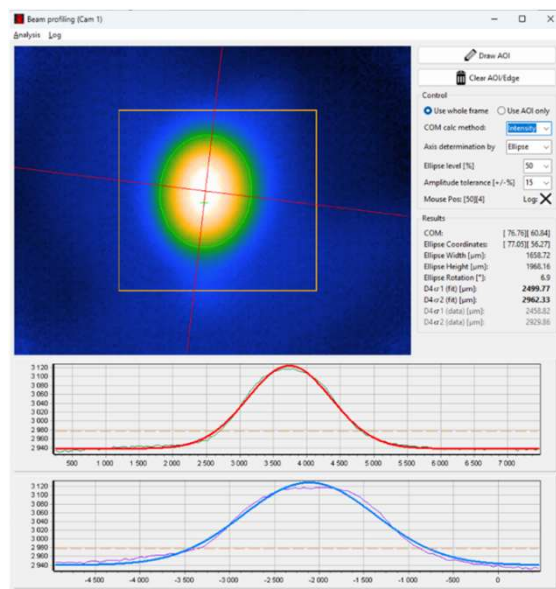 Beam profiling (Cam 1)
Analysis Log
Draw AOI
Clear AOI/Edge
Control
Use whole frame Use AOI only
COM calc method: Intensity
Axis determination by Ellipse
Ellipse level [%] 50
Amplitude tolerance [+/-%] 15
Mouse Pos: [50][4] Log:
Results
COM: [ 76.76][ 60.84]
Ellipse Coordinates: [ 77.05][ 56.27]
Ellipse Width [µm]: 1658.72
Ellipse Height [µm]: 1968.16
Ellipse Rotation [°]: 6.9
D4σr1 (fit) [µm]: 2499.77
D4σr2 (fit) [µm]: 2962.33
D4σr1 (data) [µm]: 2458.82
D4σr2 (data) [µm]: 2929.86
3 120
3 100
3 080
3 060
3 040
3 020
3 000
2 980
2 960
2 940
500 1 000 1 500 2 000 2 500 3 000 3 500 4 000 4 500 5 000 5 500 6 000 6 500 7 000
3 120
3 100
3 080
3 060
3 040
3 020
3 000
2 980
2 960
2 940
-4 500 -4 000 -3 500 -3 000 -2 500 -2 000 -1 500 -1 000 -500 0